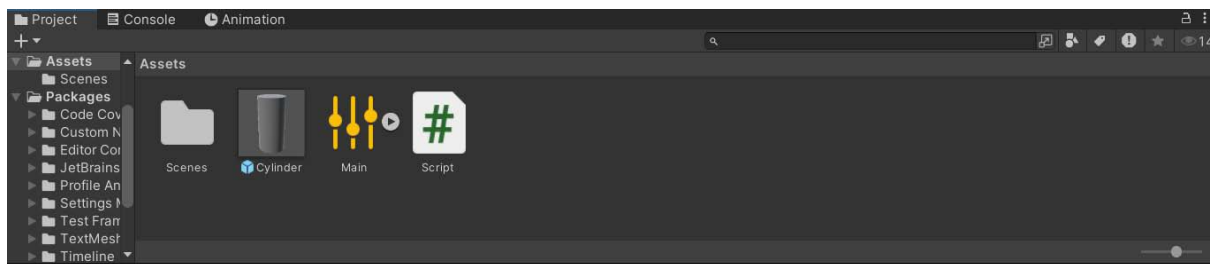 Project Console Animation
14
Assets Assets
Scenes
Packages
Code Cov
Custom N
Editor Cor
JetBrains
Profile An
Settings M
Test Fram
TextMesh
Timeline
Scenes Cylinder Main Script
#